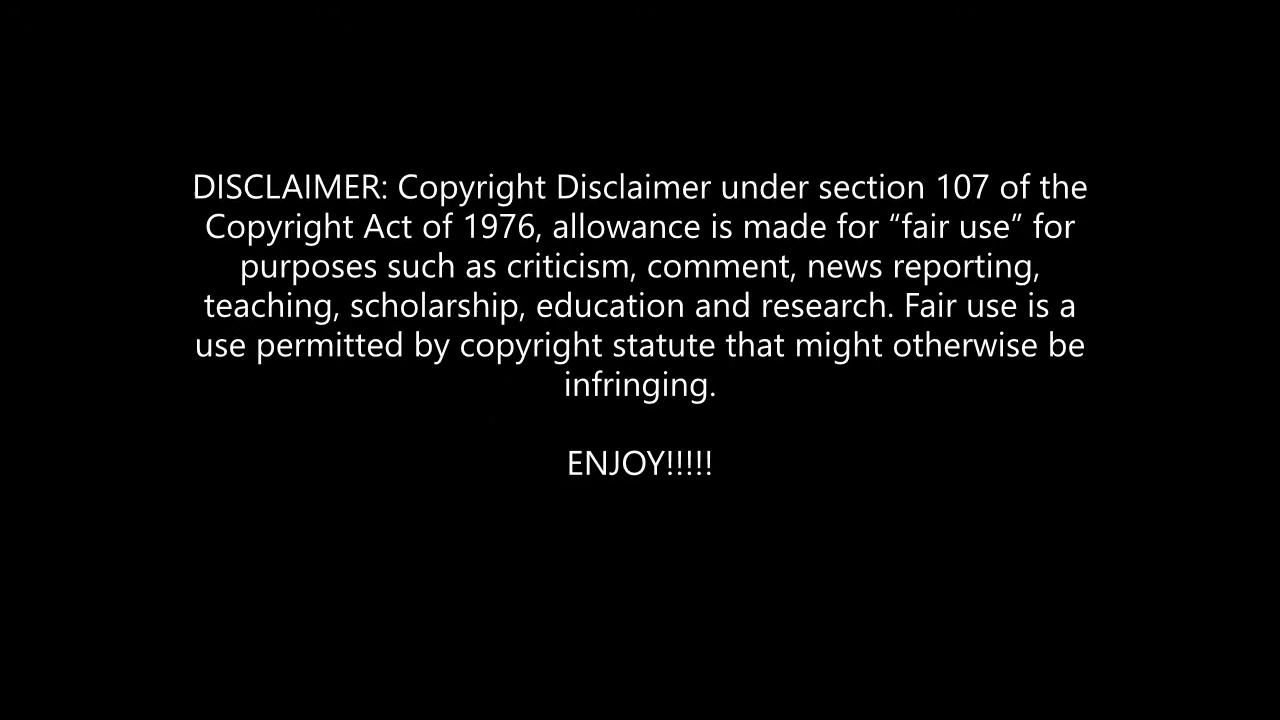 DISCLAIMER: Copyright Disclaimer under section 107 of the
Copyright Act of 1976, allowance is made for “fair use” for
purposes such as criticism, comment, news reporting,
teaching, scholarship, education and research. Fair use is a
use permitted by copyright statute that might otherwise be
infringing.
ENJOY!!!!!